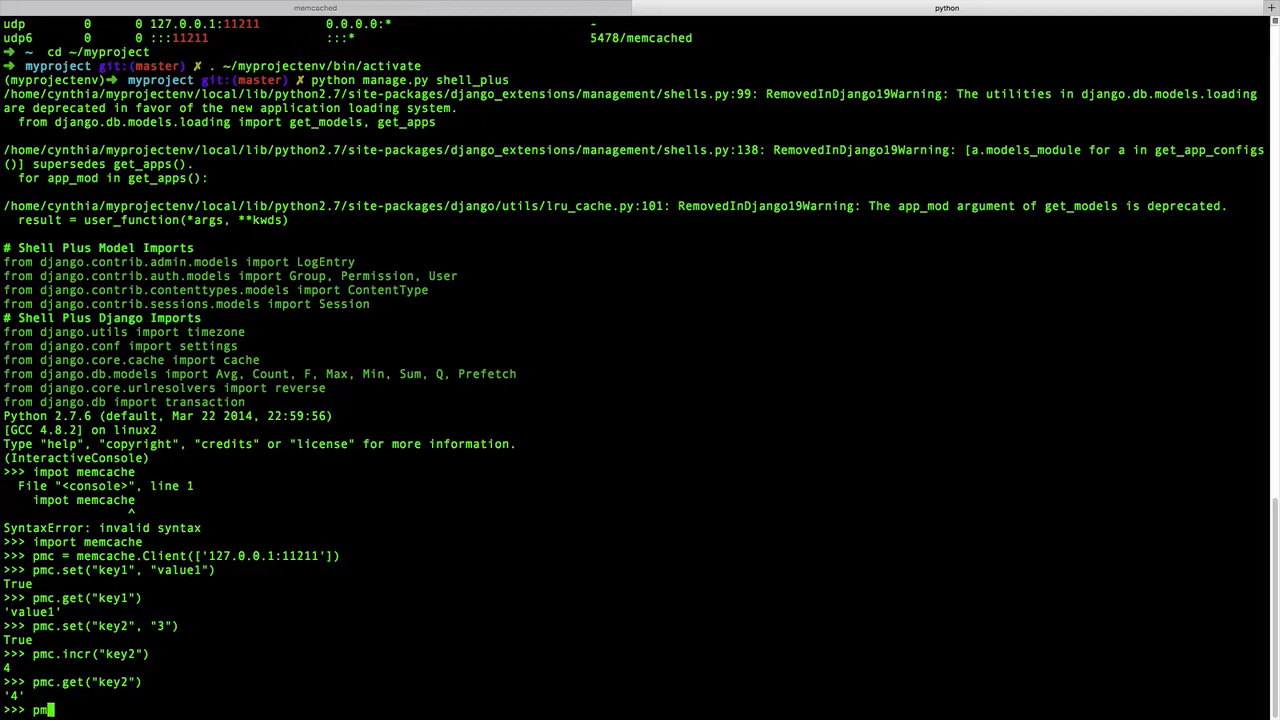 memcached
python
udp 0 0 127.0.0.1:11211 0.0.0.0:* -
udp6 0 0 :::11211 :::* 5478/memcached
➜ ~ cd ~/myproject
➜ myproject git:(master) ✗ . ~/myprojectenv/bin/activate
(myprojectenv)➜ myproject git:(master) ✗ python manage.py shell_plus
/home/cynthia/myprojectenv/local/lib/python2.7/site-packages/django_extensions/management/shells.py:99: RemovedInDjango19Warning: The utilities in django.db.models.loading
are deprecated in favor of the new application loading system.
from django.db.models.loading import get_models, get_apps
/home/cynthia/myprojectenv/local/lib/python2.7/site-packages/django_extensions/management/shells.py:138: RemovedInDjango19Warning: [a.models_module for a in get_app_configs
()] supersedes get_apps().
for app_mod in get_apps():
/home/cynthia/myprojectenv/local/lib/python2.7/site-packages/django/utils/lru_cache.py:101: RemovedInDjango19Warning: The app_mod argument of get_models is deprecated.
result = user_function(*args, **kwds)
# Shell Plus Model Imports
from django.contrib.admin.models import LogEntry
from django.contrib.auth.models import Group, Permission, User
from django.contrib.contenttypes.models import ContentType
from django.contrib.sessions.models import Session
# Shell Plus Django Imports
from django.utils import timezone
from django.conf import settings
from django.core.cache import cache
from django.db.models import Avg, Count, F, Max, Min, Sum, Q, Prefetch
from django.core.urlresolvers import reverse
from django.db import transaction
Python 2.7.6 (default, Mar 22 2014, 22:59:56)
[GCC 4.8.2] on linux2
Type "help", "copyright", "credits" or "license" for more information.
(InteractiveConsole)
>>> impot memcache
File "<console>", line 1
impot memcache
^
SyntaxError: invalid syntax
>>> import memcache
>>> pmc = memcache.Client(['127.0.0.1:11211'])
>>> pmc.set("key1", "value1")
True
>>> pmc.get("key1")
'value1'
>>> pmc.set("key2", "3")
True
>>> pmc.incr("key2")
4
>>> pmc.get("key2")
'4'
>>> pm